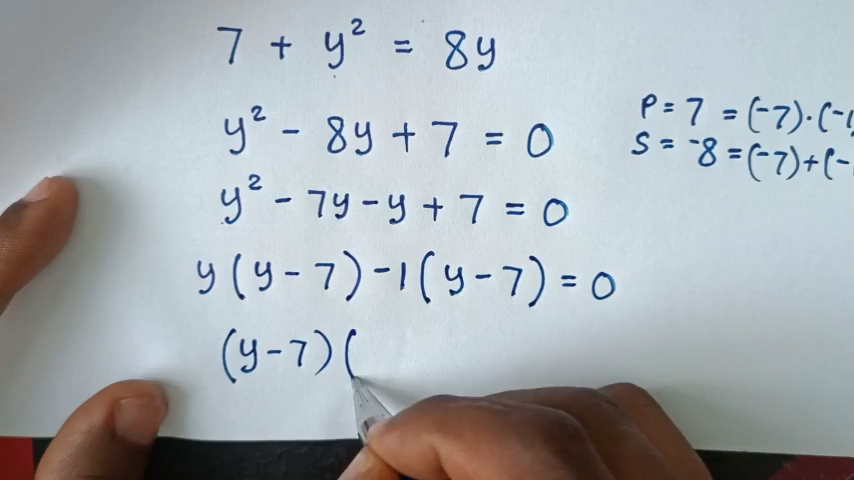 7 + y² = 8y
y² - 8y + 7 = 0
P = 7 = (-7)·(-1
S = -8 = (-7)+(-
y² - 7y - y + 7 = 0
y(y - 7) -1(y - 7) = 0
(y - 7)(